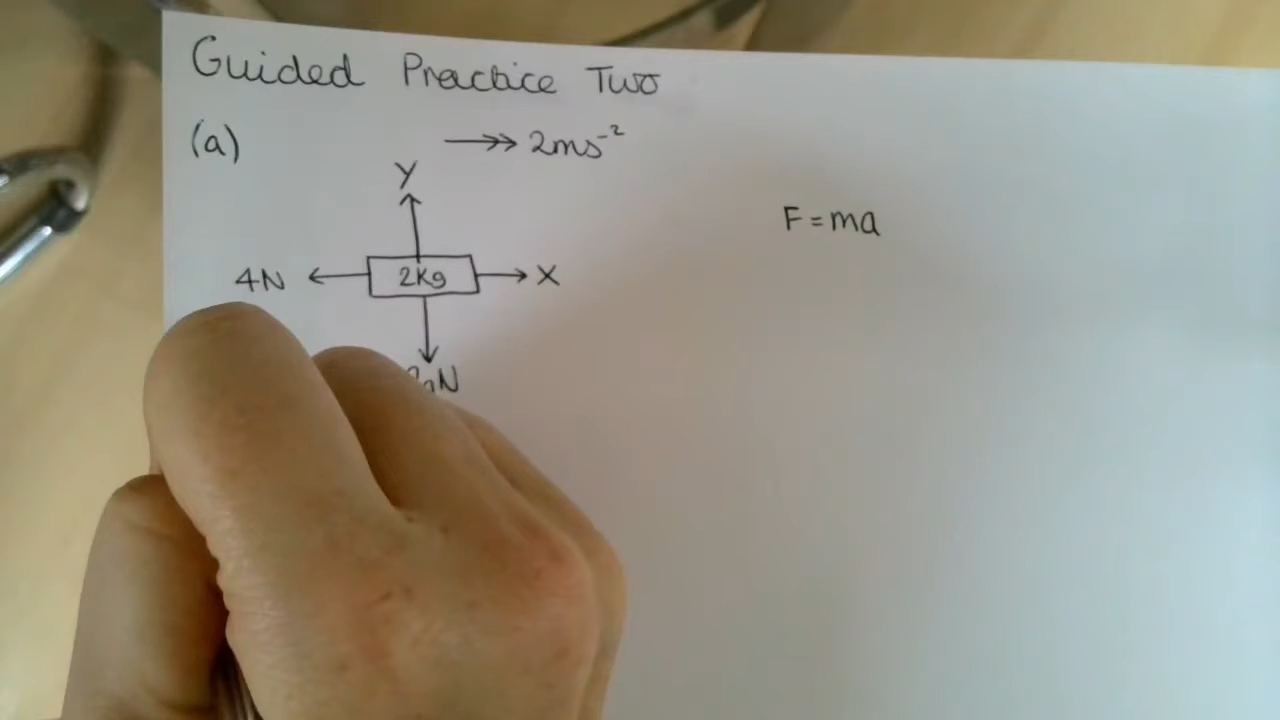 Guided Practice Two
(a) →→ 2ms⁻²
Y
F = ma
4N 2kg X